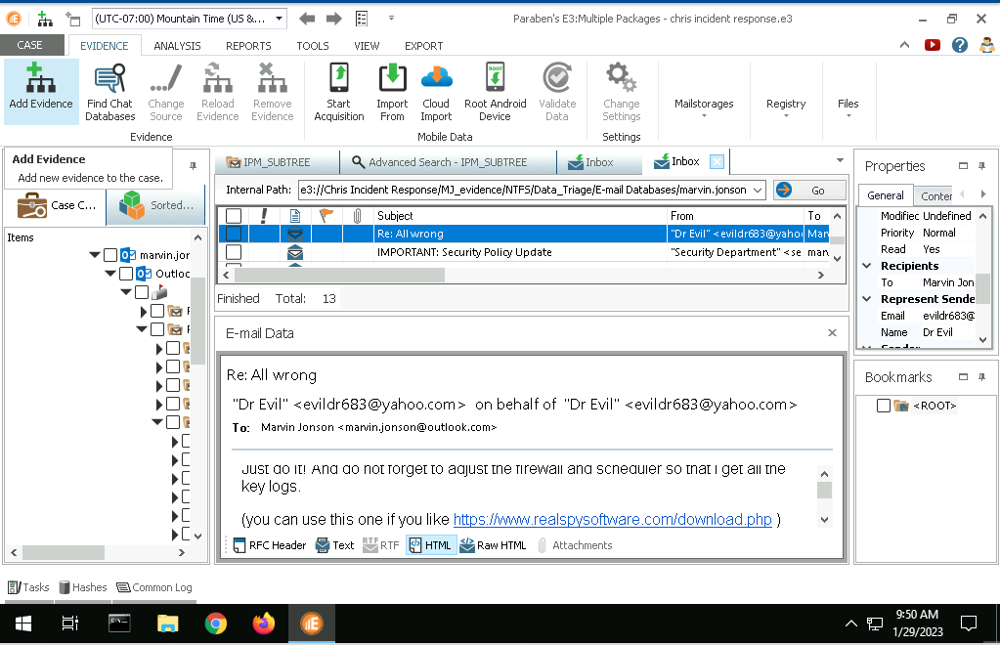 (UTC-07:00) Mountain Time (US &...
Paraben's E3:Multiple Packages - chris incident response.e3
CASE EVIDENCE ANALYSIS REPORTS TOOLS VIEW EXPORT
Add Evidence
Find Chat Databases
Change Source
Reload Evidence
Remove Evidence
Start Acquisition
Import From
Cloud Import
Root Android Device
Validate Data
Change Settings
Mailstorages
Registry
Files
Evidence
Mobile Data
Settings
Add Evidence
Add new evidence to the case.
Case C...
Sorted...
Items
marvin.jor
Outloo
IPM_SUBTREE
Advanced Search - IPM_SUBTREE
Inbox
Inbox
Internal Path: e3://Chris Incident Response/MJ_evidence/NTFS/Data_Triage/E-mail Databases/marvin.jonson
Go
Subject From To
Re: All wrong "Dr Evil" <evildr683@yaho Man
IMPORTANT: Security Policy Update "Security Department" <se marv
Finished Total: 13
E-mail Data
Re: All wrong
"Dr Evil" <evildr683@yahoo.com> on behalf of "Dr Evil" <evildr683@yahoo.com>
To: Marvin Jonson <marvin.jonson@outlook.com>
Just do it! And do not forget to adjust the firewall and scheduler so that I get all the
key logs.
(you can use this one if you like https://www.realspysoftware.com/download.php )
RFC Header Text RTF HTML Raw HTML Attachments
Properties
General Conter
Modified Undefined
Priority Normal
Read Yes
Recipients
To Marvin Jon
Represent Sende
Email evildr683@
Name Dr Evil
Sender
Bookmarks
<ROOT>
Tasks Hashes Common Log
9:50 AM
1/29/2023